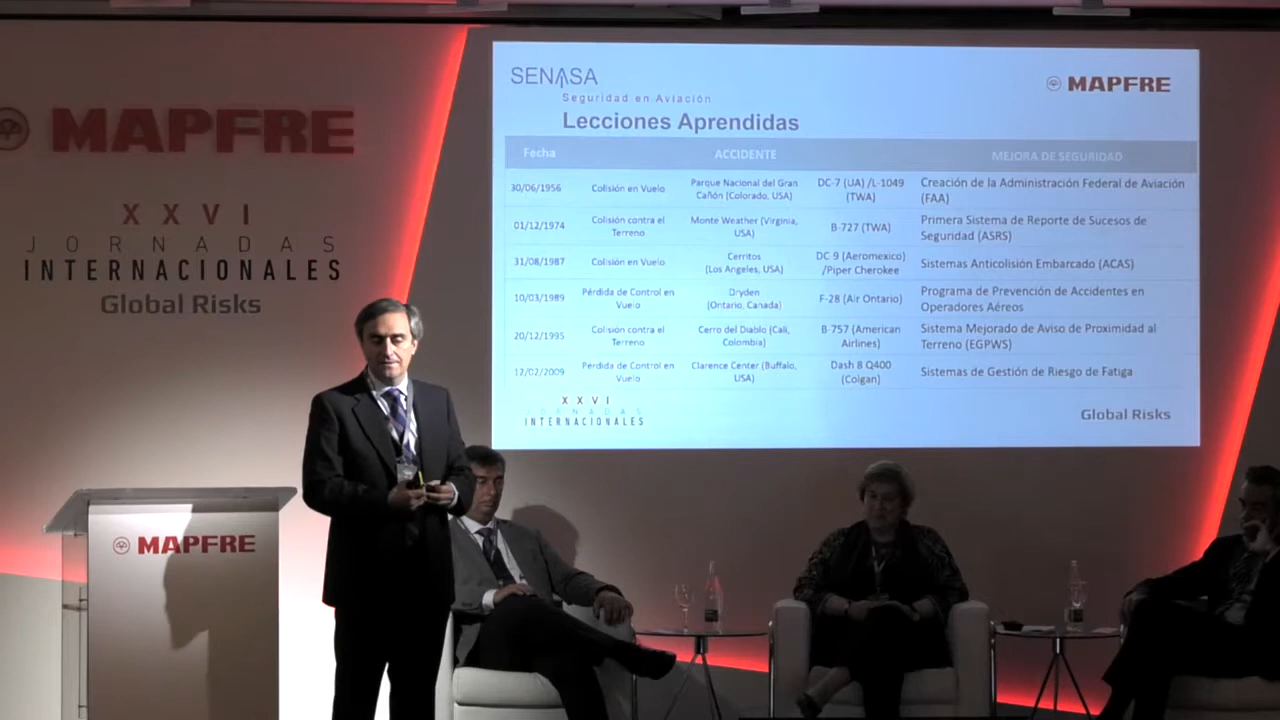 MAPFRE
XXVI
JORNADAS
INTERNACIONALES
Global Risks
MAPFRE
SENASA
Seguridad en Aviación
MAPFRE
Lecciones Aprendidas
Fecha ACCIDENTE MEJORA DE SEGURIDAD
30/06/1956 Colisión en Vuelo Parque Nacional del Gran Cañón (Colorado, USA) DC-7 (UA) /L-1049 (TWA) Creación de la Administración Federal de Aviación (FAA)
01/12/1974 Colisión contra el Terreno Monte Weather (Virginia, USA) B-727 (TWA) Primera Sistema de Reporte de Sucesos de Seguridad (ASRS)
31/08/1987 Colisión en Vuelo Cerritos (Los Angeles, USA) DC 9 (Aeromexico) /Piper Cherokee Sistemas Anticolisión Embarcado (ACAS)
10/03/1989 Pérdida de Control en Vuelo Dryden (Ontario, Canada) F-28 (Air Ontario) Programa de Prevención de Accidentes en Operadores Aéreos
20/12/1995 Colisión contra el Terreno Cerro del Diablo (Cali, Colombia) B-757 (American Airlines) Sistema Mejorado de Aviso de Proximidad al Terreno (EGPWS)
12/02/2009 Pérdida de Control en Vuelo Clarence Center (Buffalo, USA) Dash 8 Q400 (Colgan) Sistemas de Gestión de Riesgo de Fatiga
XXVI
JORNADAS
INTERNACIONALES
Global Risks